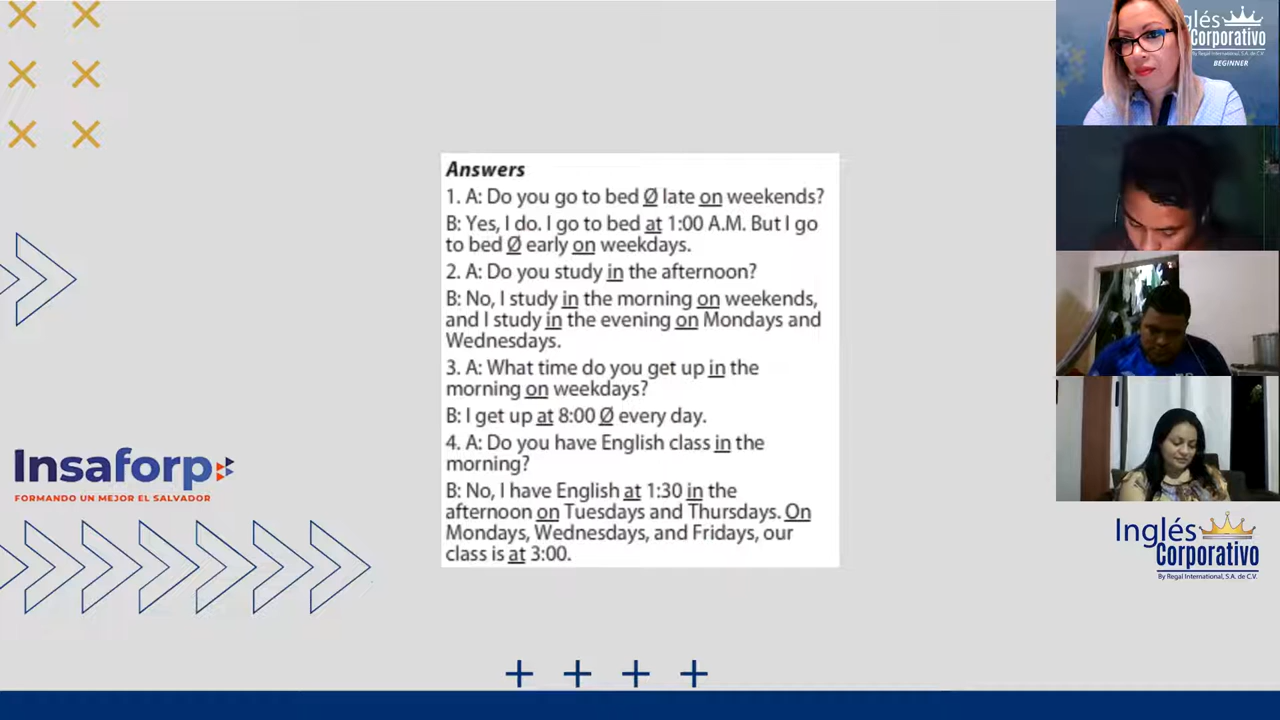 Answers
1. A: Do you go to bed Ø late on weekends?
B: Yes, I do. I go to bed at 1:00 A.M. But I go
to bed Ø early on weekdays.
2. A: Do you study in the afternoon?
B: No, I study in the morning on weekends,
and I study in the evening on Mondays and
Wednesdays.
3. A: What time do you get up in the
morning on weekdays?
B: I get up at 8:00 Ø every day.
4. A: Do you have English class in the
morning?
B: No, I have English at 1:30 in the
afternoon on Tuesdays and Thursdays. On
Mondays, Wednesdays, and Fridays, our
class is at 3:00.
Insaforp
FORMANDO UN MEJOR EL SALVADOR
glés
Corporativo
By Regal International, S.A. de C.V.
BEGINNER
Inglés
Corporativo
By Regal International, S.A. de C.V.